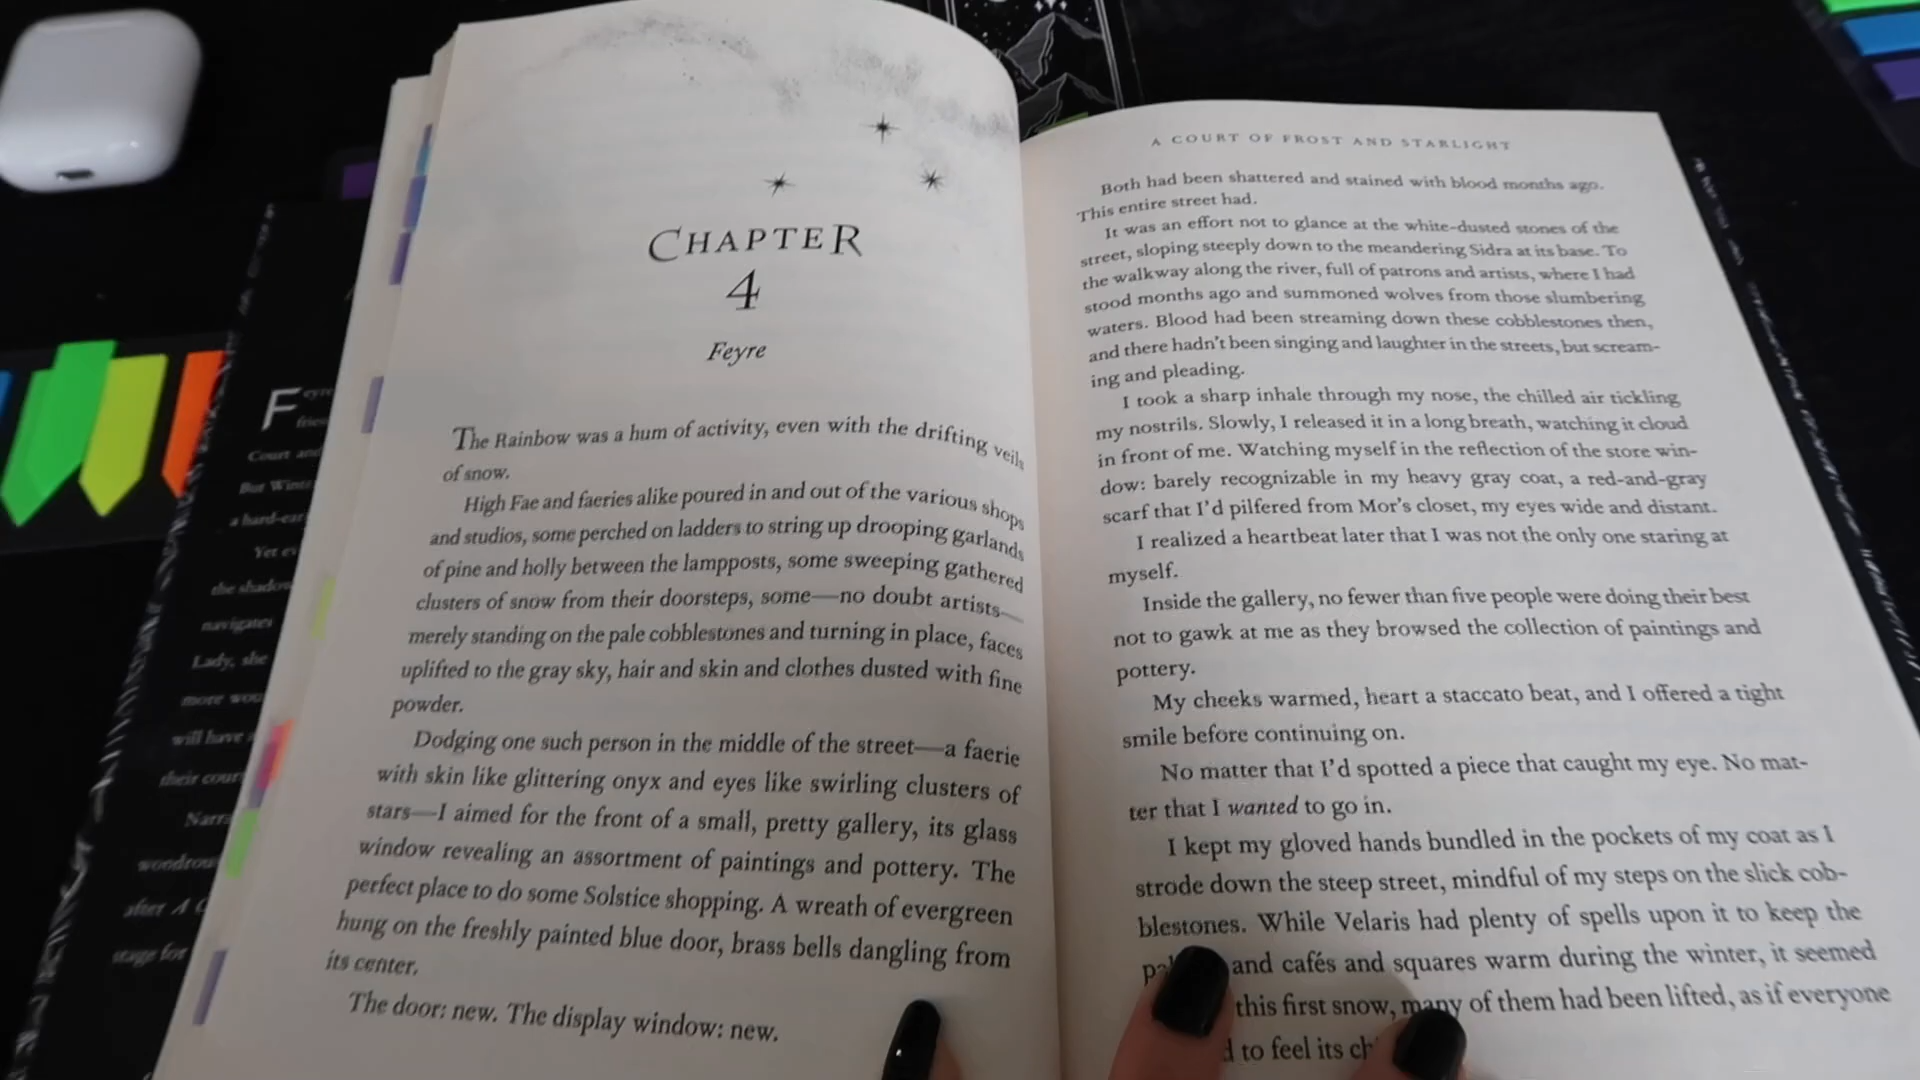 CHAPTER
4
Feyre
The Rainbow was a hum of activity, even with the drifting veils
of snow.
High Fae and faeries alike poured in and out of the various shops
and studios, some perched on ladders to string up drooping garlands
of pine and holly between the lampposts, some sweeping gathered
clusters of snow from their doorsteps, some—no doubt artists—
merely standing on the pale cobblestones and turning in place, faces
uplifted to the gray sky, hair and skin and clothes dusted with fine
powder.
Dodging one such person in the middle of the street—a faerie
with skin like glittering onyx and eyes like swirling clusters of
stars—I aimed for the front of a small, pretty gallery, its glass
window revealing an assortment of paintings and pottery. The
perfect place to do some Solstice shopping. A wreath of evergreen
hung on the freshly painted blue door, brass bells dangling from
its center.
The door: new. The display window: new.
A COURT OF FROST AND STARLIGHT
Both had been shattered and stained with blood months ago.
This entire street had.
It was an effort not to glance at the white-dusted stones of the
street, sloping steeply down to the meandering Sidra at its base. To
the walkway along the river, full of patrons and artists, where I had
stood months ago and summoned wolves from those slumbering
waters. Blood had been streaming down these cobblestones then,
and there hadn't been singing and laughter in the streets, but scream-
ing and pleading.
I took a sharp inhale through my nose, the chilled air tickling
my nostrils. Slowly, I released it in a long breath, watching it cloud
in front of me. Watching myself in the reflection of the store win-
dow: barely recognizable in my heavy gray coat, a red-and-gray
scarf that I'd pilfered from Mor's closet, my eyes wide and distant.
I realized a heartbeat later that I was not the only one staring at
myself.
Inside the gallery, no fewer than five people were doing their best
not to gawk at me as they browsed the collection of paintings and
pottery.
My cheeks warmed, heart a staccato beat, and I offered a tight
smile before continuing on.
No matter that I'd spotted a piece that caught my eye. No mat-
ter that I wanted to go in.
I kept my gloved hands bundled in the pockets of my coat as I
strode down the steep street, mindful of my steps on the slick cob-
blestones. While Velaris had plenty of spells upon it to keep the
and cafés and squares warm during the winter, it seemed
this first snow, many of them had been lifted, as if everyone
to feel its
Court and
But
a
Yet
navigates
Lady, she
more
will have
their
after A
stage for